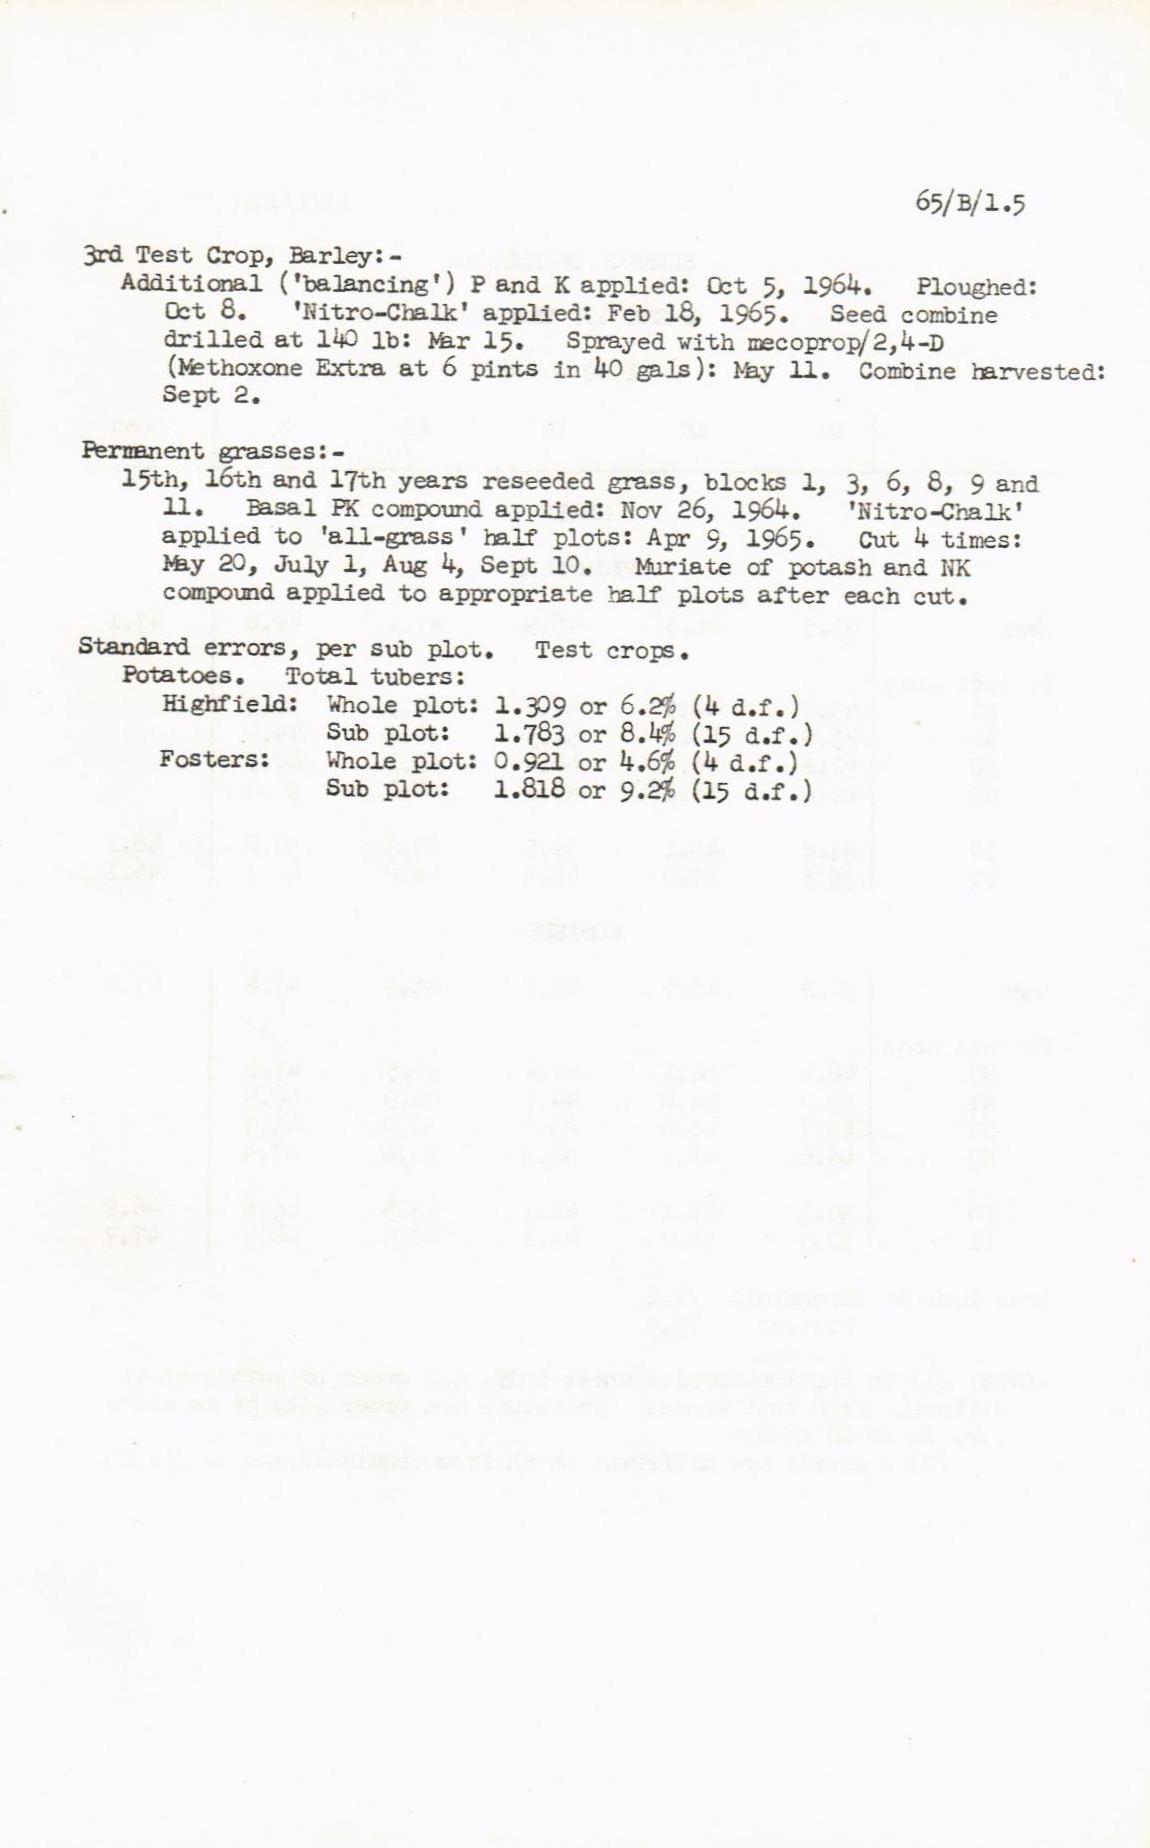 65/B/1.5
3rd Test Crop, Barley:-
Additional ('balancing') P and K applied: Oct 5, 1964. Ploughed:
Oct 8. 'Nitro-Chalk' applied: Feb 18, 1965. Seed combine
drilled at 140 lb: Mar 15. Sprayed with mecoprop/2,4-D
(Methoxone Extra at 6 pints in 40 gals): May 11. Combine harvested:
Sept 2.
Permanent grasses:-
15th, 16th and 17th years reseeded grass, blocks 1, 3, 6, 8, 9 and
11. Basal PK compound applied: Nov 26, 1964. 'Nitro-Chalk'
applied to 'all-grass' half plots: Apr 9, 1965. Cut 4 times:
May 20, July 1, Aug 4, Sept 10. Muriate of potash and NK
compound applied to appropriate half plots after each cut.
Standard errors, per sub plot. Test crops.
Potatoes. Total tubers:
Highfield: Whole plot: 1.309 or 6.2% (4 d.f.)
Sub plot: 1.783 or 8.4% (15 d.f.)
Fosters: Whole plot: 0.921 or 4.6% (4 d.f.)
Sub plot: 1.818 or 9.2% (15 d.f.)